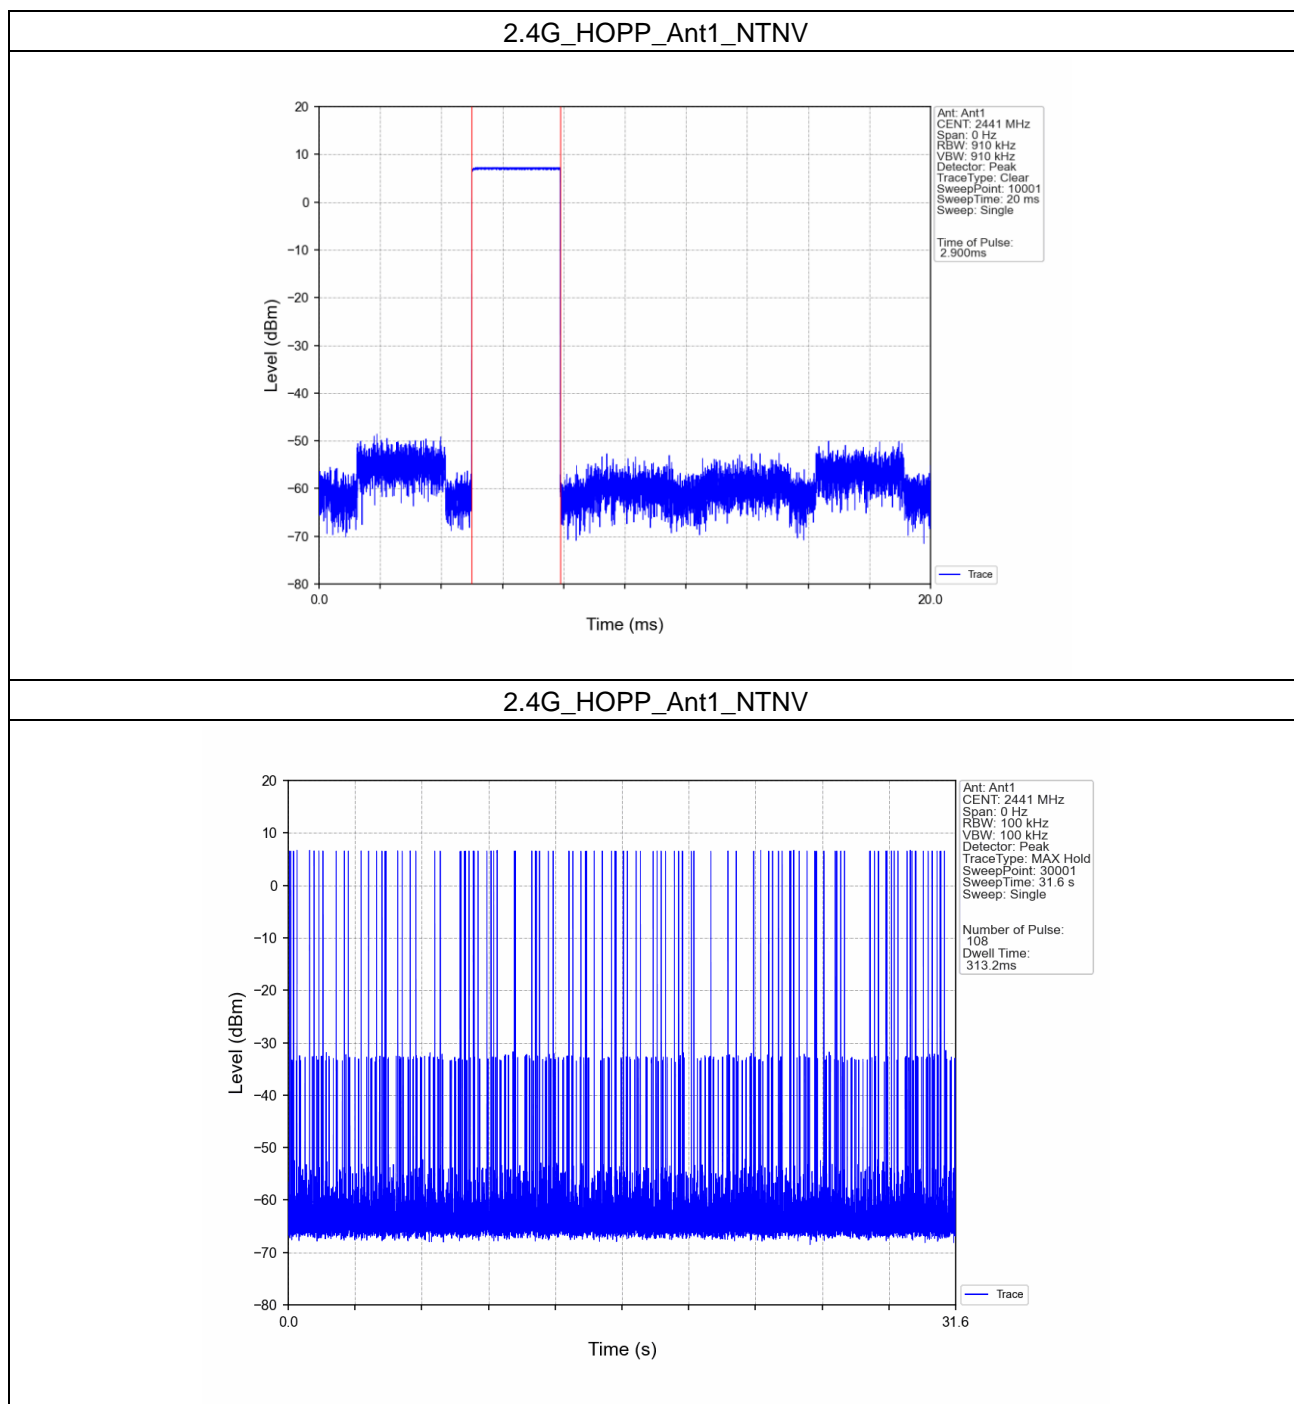 2.4G_HOPP_Ant1_NTNV
20
10
0
−10
−20
−30
−40
−50
−60
−70
−80
Level (dBm)
0.0
20.0
Time (ms)
Ant: Ant1
CENT: 2441 MHz
Span: 0 Hz
RBW: 910 kHz
VBW: 910 kHz
Detector: Peak
TraceType: Clear
SweepPoint: 10001
SweepTime: 20 ms
Sweep: Single
Time of Pulse:
2.900ms
Trace
2.4G_HOPP_Ant1_NTNV
20
10
0
−10
−20
−30
−40
−50
−60
−70
−80
Level (dBm)
0.0
31.6
Time (s)
Ant: Ant1
CENT: 2441 MHz
Span: 0 Hz
RBW: 100 kHz
VBW: 100 kHz
Detector: Peak
TraceType: MAX Hold
SweepPoint: 30001
SweepTime: 31.6 s
Sweep: Single
Number of Pulse:
108
Dwell Time:
313.2ms
Trace